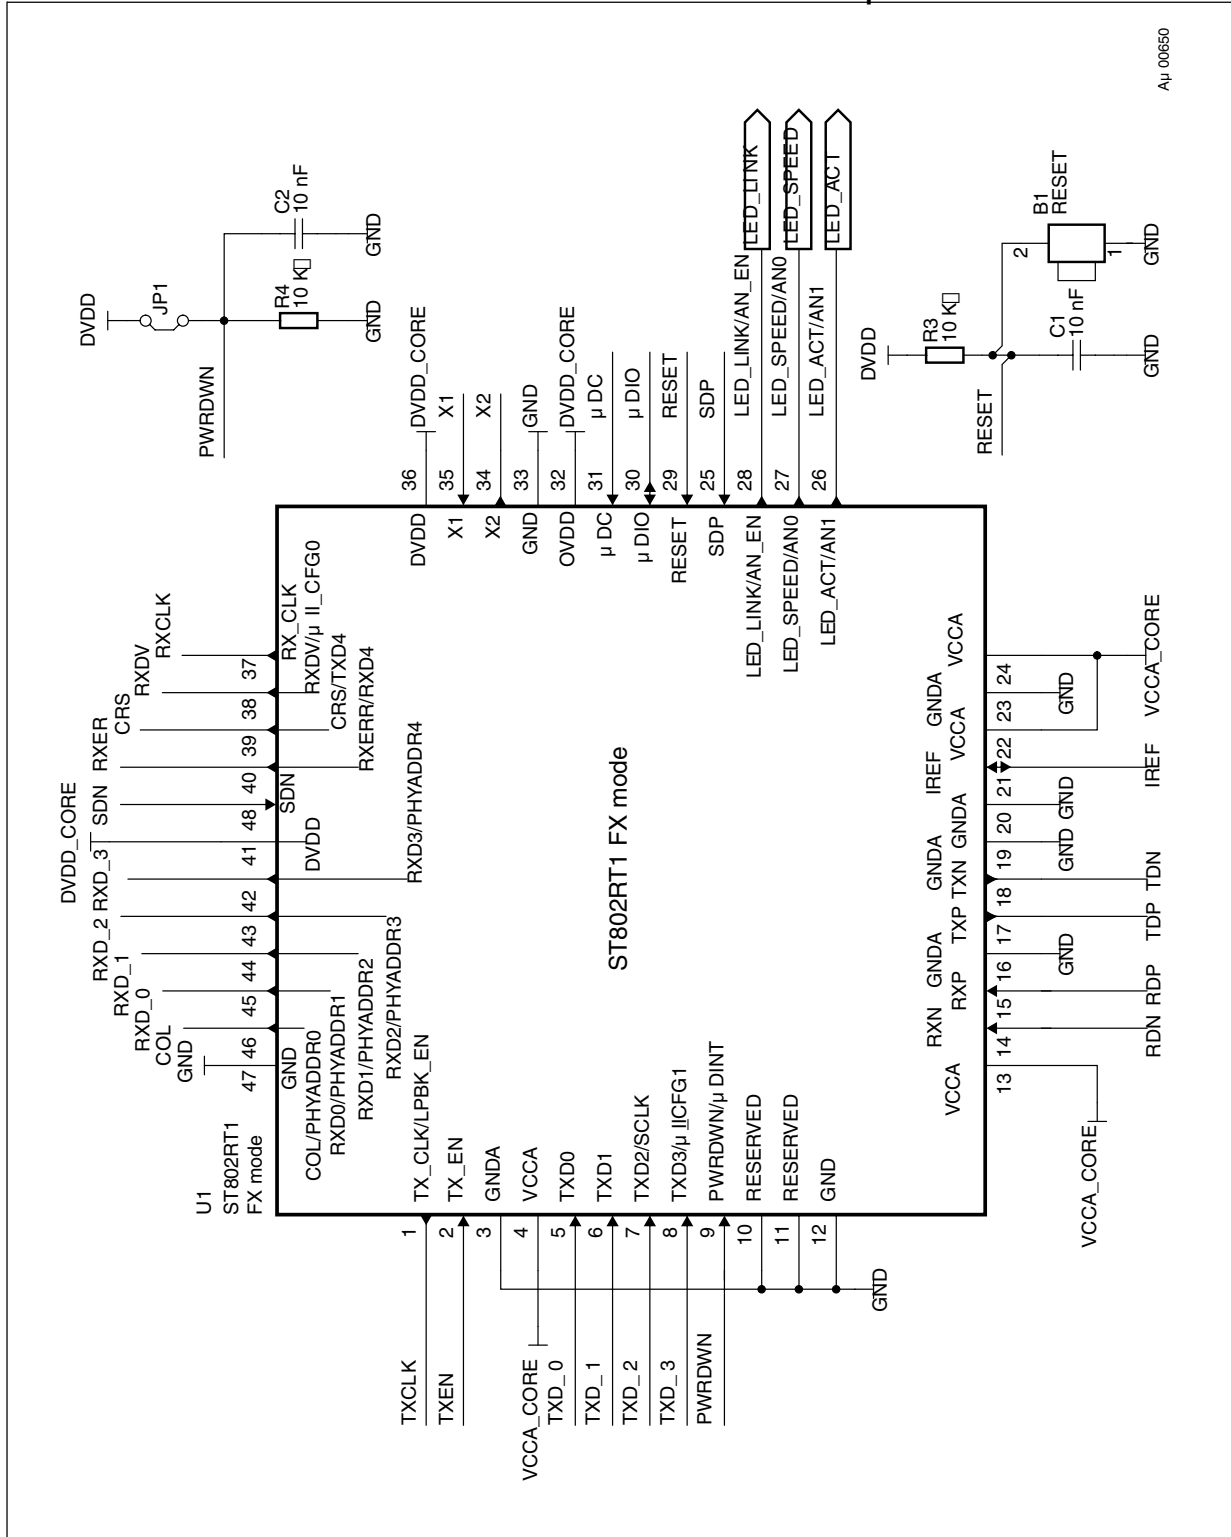 Aµ 00650
DVDD
JP1
PWRDWN
R4
10 K□
C2
10 nF
GND
GND
DVDD
R3
10 K□
RESET
C1
10 nF
GND
2
B1
RESET
1
GND
U1
ST802RT1
FX mode
ST802RT1 FX mode
GND
COL
RXD_0
RXD_1
RXD_2
RXD_3
DVDD_CORE
SDN
RXER
CRS
RXDV
RXCLK
47
46
45
44
43
42
41
48
40
39
38
37
GND
COL/PHYADDR0
RXD0/PHYADDR1
RXD1/PHYADDR2
RXD2/PHYADDR3
RXD3/PHYADDR4
DVDD
SDN
RXERR/RXD4
CRS/TXD4
RXDV/µ II_CFG0
RX_CLK
TXCLK
1
TX_CLK/LPBK_EN
TXEN
2
TX_EN
3
GNDA
VCCA_CORE
4
VCCA
TXD_0
5
TXD0
TXD_1
6
TXD1
TXD_2
7
TXD2/SCLK
TXD_3
8
TXD3/µ IICFG1
PWRDWN
9
PWRDWN/µ DINT
10
RESERVED
11
RESERVED
12
GND
GND
DVDD
36
DVDD_CORE
X1
35
X1
X2
34
X2
GND
33
GND
OVDD
32
DVDD_CORE
µ DC
31
µ DC
µ DIO
30
µ DIO
RESET
29
RESET
SDP
25
SDP
LED_LINK/AN_EN
28
LED_LINK/AN_EN
LED_LINK
LED_SPEED/AN0
27
LED_SPEED/AN0
LED_SPEED
LED_ACT/AN1
26
LED_ACT/AN1
LED_ACT
VCCA
RXN
RXP
GNDA
TXP
TXN
GNDA
GNDA
IREF
VCCA
GNDA
VCCA
13
14
15
16
17
18
19
20
21
22
23
24
VCCA_CORE
RDN
RDP
GND
TDP
TDN
GND
GND
IREF
GND
VCCA_CORE